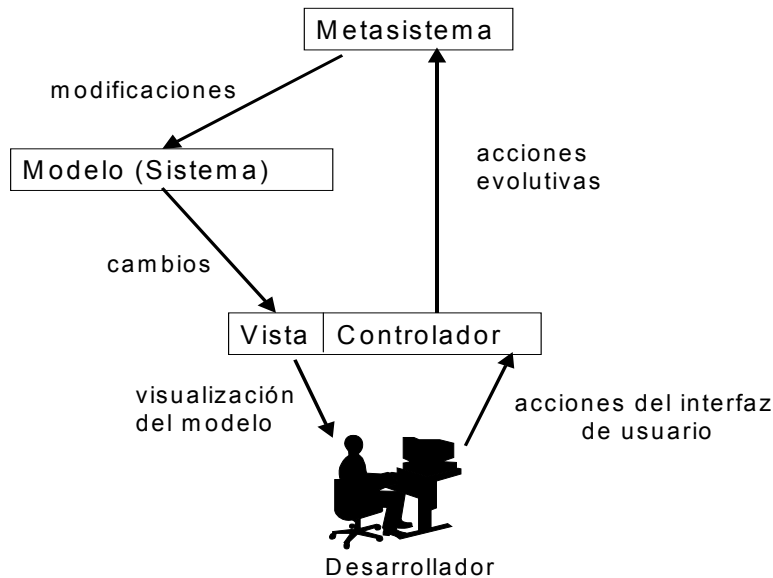 Metasistema
modificaciones
Modelo (Sistema)
acciones
evolutivas
cambios
Vista
Controlador
visualización
del modelo
acciones del interfaz
de usuario
Desarrollador